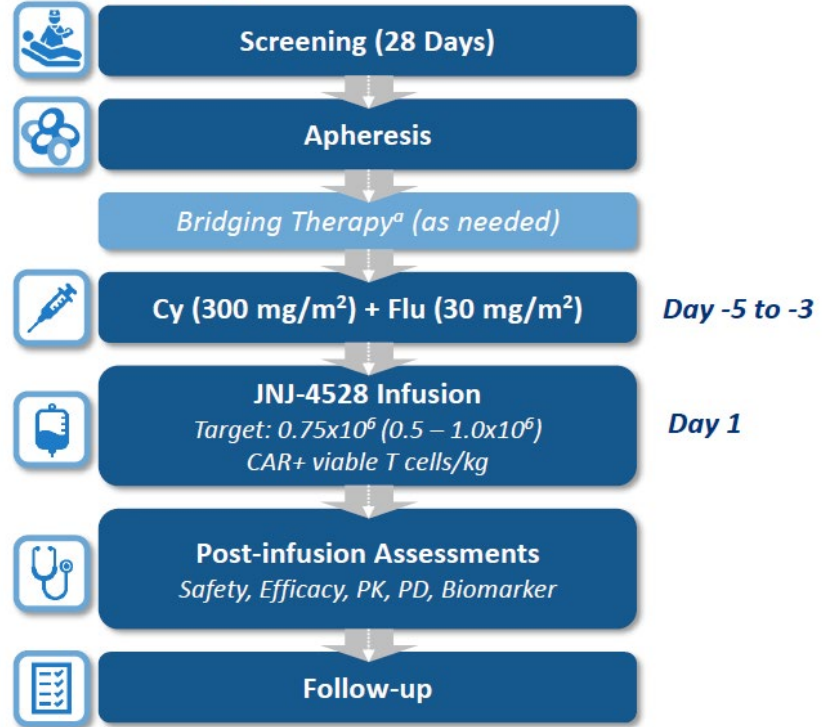 Screening (28 Days)
Apheresis
Bridging Therapyᵃ (as needed)
Cy (300 mg/m²) + Flu (30 mg/m²)
Day -5 to -3
JNJ-4528 Infusion
Target: 0.75x10⁶ (0.5 – 1.0x10⁶)
CAR+ viable T cells/kg
Day 1
Post-infusion Assessments
Safety, Efficacy, PK, PD, Biomarker
Follow-up